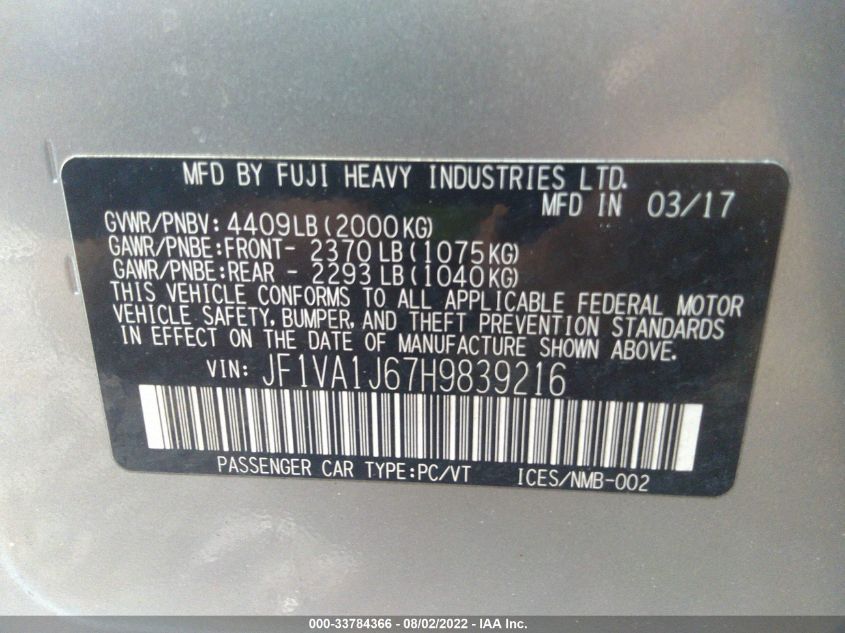 MFD BY FUJI HEAVY INDUSTRIES LTD.
MFD IN 03/17
GVWR/PNBV: 4409LB(2000KG)
GAWR/PNBE:FRONT- 2370LB(1075KG)
GAWR/PNBE:REAR - 2293LB(1040KG)
THIS VEHICLE CONFORMS TO ALL APPLICABLE FEDERAL MOTOR
VEHICLE SAFETY, BUMPER, AND THEFT PREVENTION STANDARDS
IN EFFECT ON THE DATE OF MANUFACTURE SHOWN ABOVE.
VIN: JF1VA1J67H9839216
PASSENGER CAR TYPE:PC/VT ICES/NMB-002
000-33784366 - 08/02/2022 - IAA Inc.